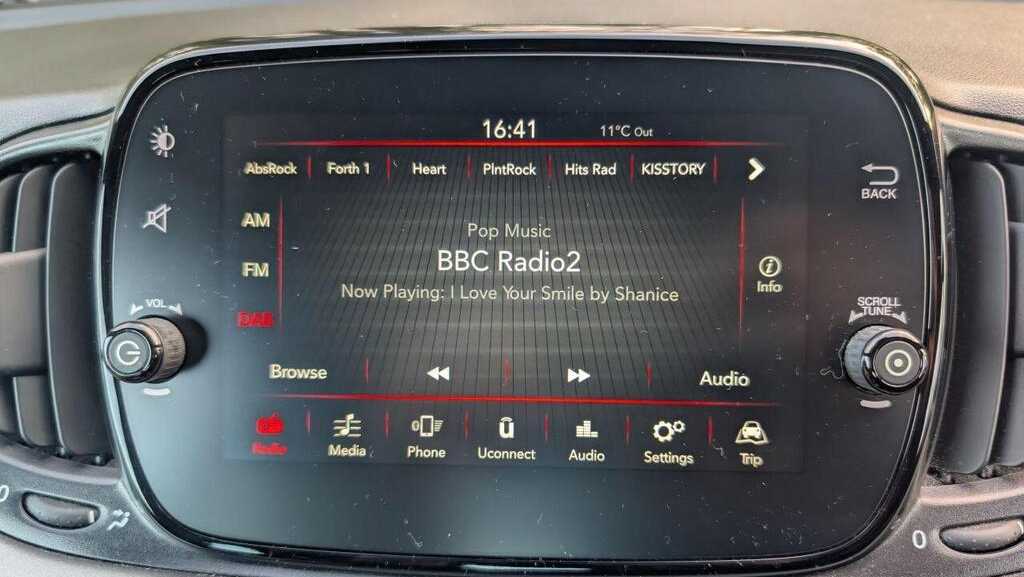 16:41 11°C Out
AbsRock Forth 1 Heart PlntRock Hits Rad KISSTORY
BACK
AM
Pop Music
FM
BBC Radio2
Info
Now Playing: I Love Your Smile by Shanice
VOL
SCROLL
TUNE
DAB
Browse
Audio
Radio Media Phone Uconnect Audio Settings Trip
0
0